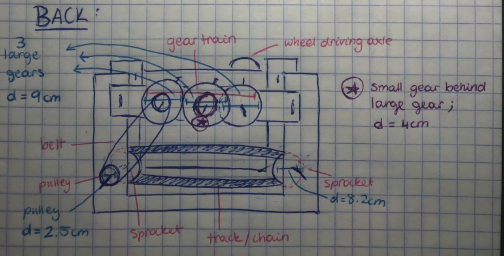 BACK:
3
large
gears
d = 9cm
gear train
wheel driving axle
small gear behind
large gear;
d = 4cm
belt
pulley
pulley
d = 2.5cm
sprocket
track/chain
sprocket
d = 8.2cm